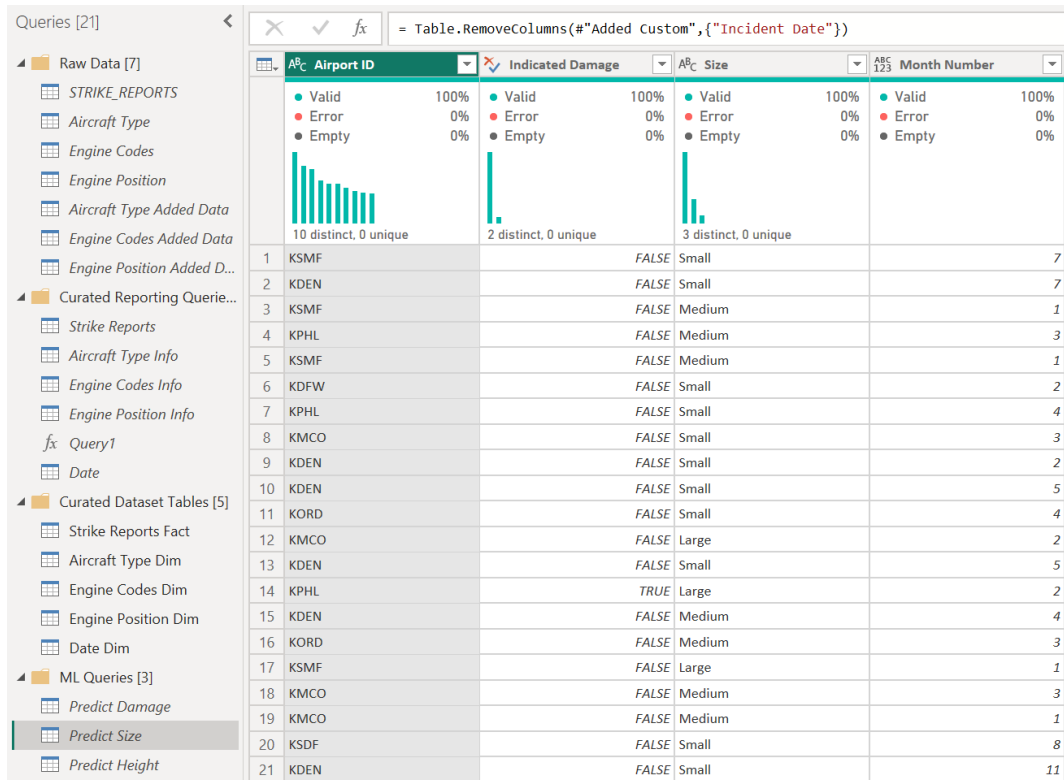 Queries [21]
Raw Data [7]
STRIKE_REPORTS
Aircraft Type
Engine Codes
Engine Position
Aircraft Type Added Data
Engine Codes Added Data
Engine Position Added D...
Curated Reporting Querie...
Strike Reports
Aircraft Type Info
Engine Codes Info
Engine Position Info
fx Query1
Date
Curated Dataset Tables [5]
Strike Reports Fact
Aircraft Type Dim
Engine Codes Dim
Engine Position Dim
Date Dim
ML Queries [3]
Predict Damage
Predict Size
Predict Height
fx = Table.RemoveColumns(#"Added Custom",{"Incident Date"})
ABC Airport ID Indicated Damage ABC Size ABC 123 Month Number
Valid 100% Valid 100% Valid 100% Valid 100%
Error 0% Error 0% Error 0% Error 0%
Empty 0% Empty 0% Empty 0% Empty 0%
10 distinct, 0 unique 2 distinct, 0 unique 3 distinct, 0 unique
1 KSMF FALSE Small 7
2 KDEN FALSE Small 7
3 KSMF FALSE Medium 1
4 KPHL FALSE Medium 3
5 KSMF FALSE Medium 1
6 KDFW FALSE Small 2
7 KPHL FALSE Small 4
8 KMCO FALSE Small 3
9 KDEN FALSE Small 2
10 KDEN FALSE Small 5
11 KORD FALSE Small 4
12 KMCO FALSE Large 2
13 KDEN FALSE Small 5
14 KPHL TRUE Large 2
15 KDEN FALSE Medium 4
16 KORD FALSE Medium 3
17 KSMF FALSE Large 1
18 KMCO FALSE Medium 3
19 KMCO FALSE Medium 1
20 KSDF FALSE Small 8
21 KDEN FALSE Small 11